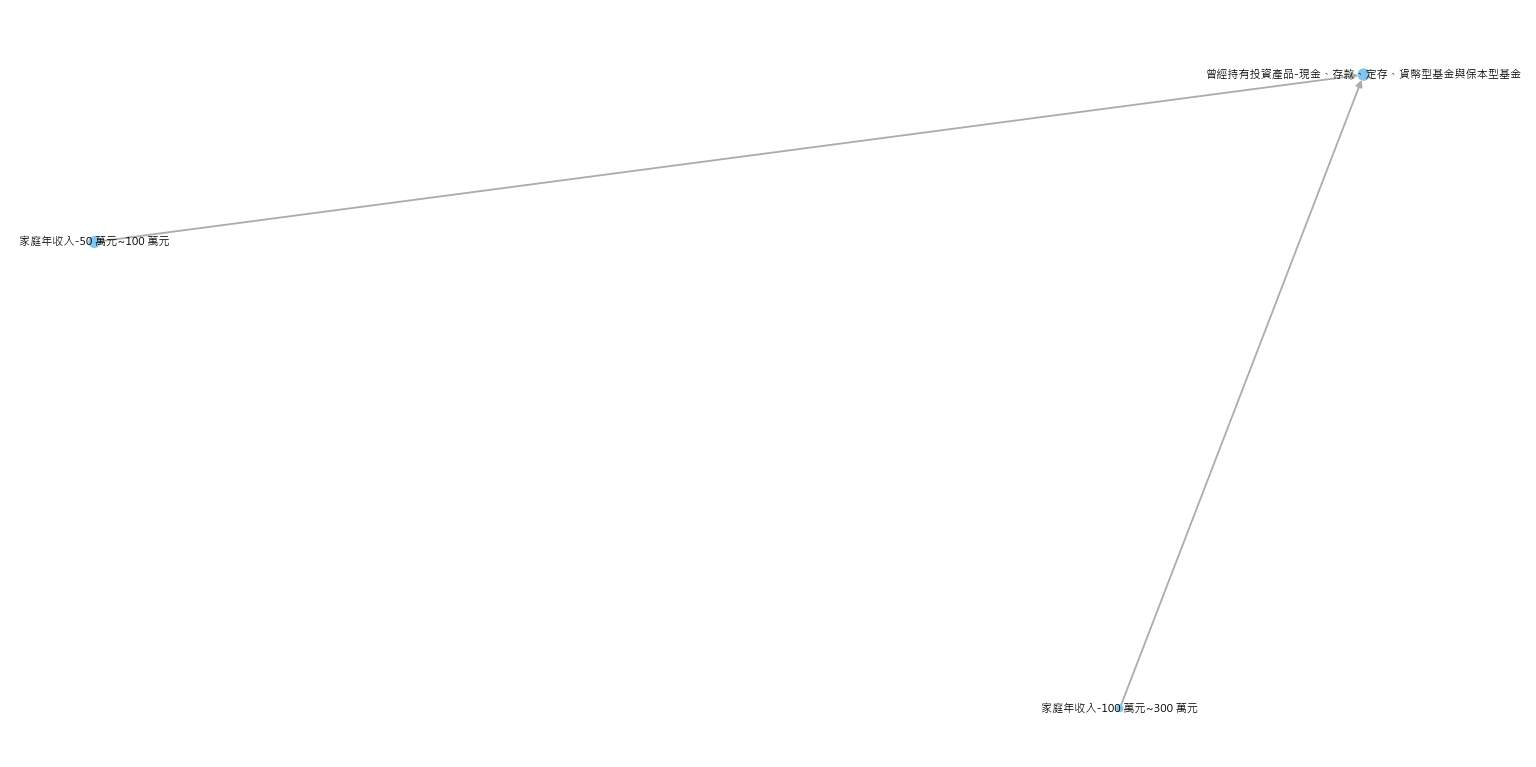 曾經持有投資產品-現金、存款、定存、貨幣型基金與保本型基金
家庭年收入-50 萬元~100 萬元
家庭年收入-100 萬元~300 萬元